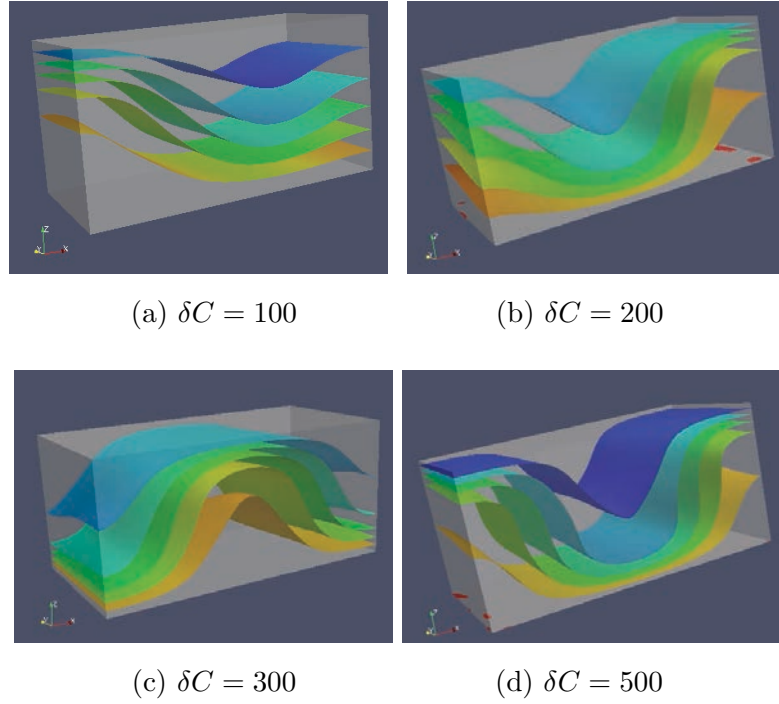 Z
Y
X
(a) δC = 100
Z
Y
X
(b) δC = 200
Z
Y
X
(c) δC = 300
Z
Y
X
(d) δC = 500